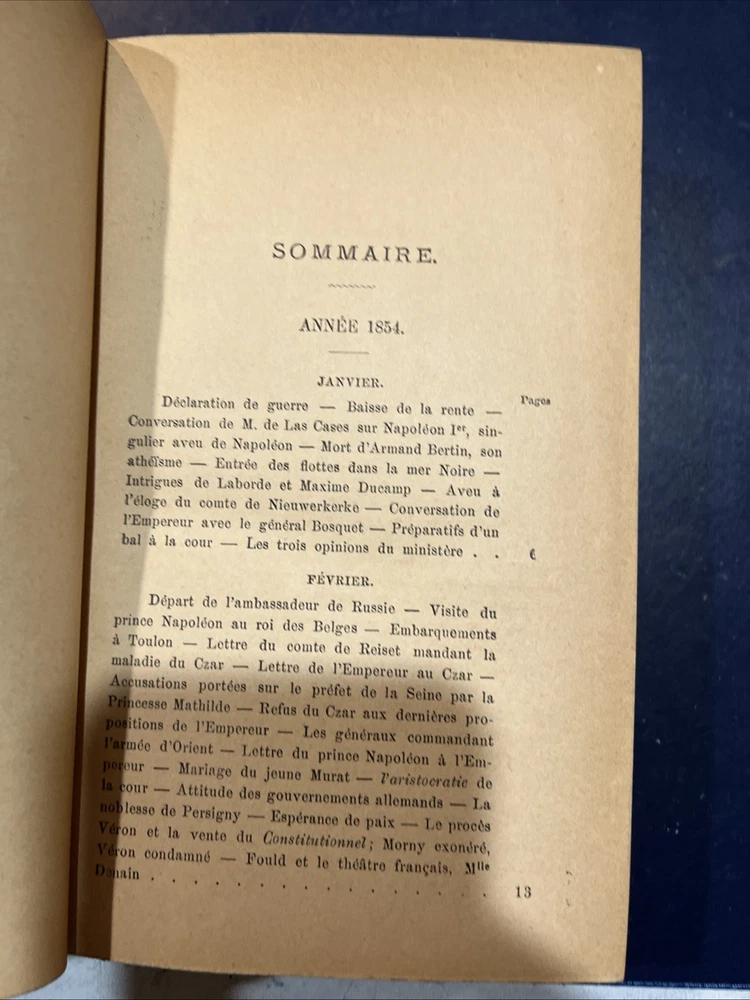 SOMMAIRE.
ANNÉE 1854.
JANVIER.
Pages
Déclaration de guerre — Baisse de la rente —
Conversation de M. de Las Cases sur Napoléon Ier, sin-
gulier aveu de Napoléon — Mort d'Armand Bertin, son
athéïsme — Entrée des flottes dans la mer Noire —
Intrigues de Laborde et Maxime Ducamp — Aveu à
l'éloge du comte de Nieuwerkerke — Conversation de
l'Empereur avec le général Bosquet — Préparatifs d'un
bal à la cour — Les trois opinions du ministère . . 6
FÉVRIER.
Départ de l'ambassadeur de Russie — Visite du
prince Napoléon au roi des Belges — Embarquements
à Toulon — Lettre du comte de Reiset mandant la
maladie du Czar — Lettre de l'Empereur au Czar —
Accusations portées sur le préfet de la Seine par la
Princesse Mathilde — Refus du Czar aux dernières pro-
positions de l'Empereur — Les généraux commandant
l'armée d'Orient — Lettre du prince Napoléon à l'Em-
pereur — Mariage du jeune Murat — l'aristocratie de
la cour — Attitude des gouvernements allemands — La
noblesse de Persigny — Espérance de paix — Le procès
Véron et la vente du Constitutionnel; Morny exonéré,
Véron condamné — Fould et le théâtre français, Mlle
Denain . . . . . . . . . . . . . . . 13